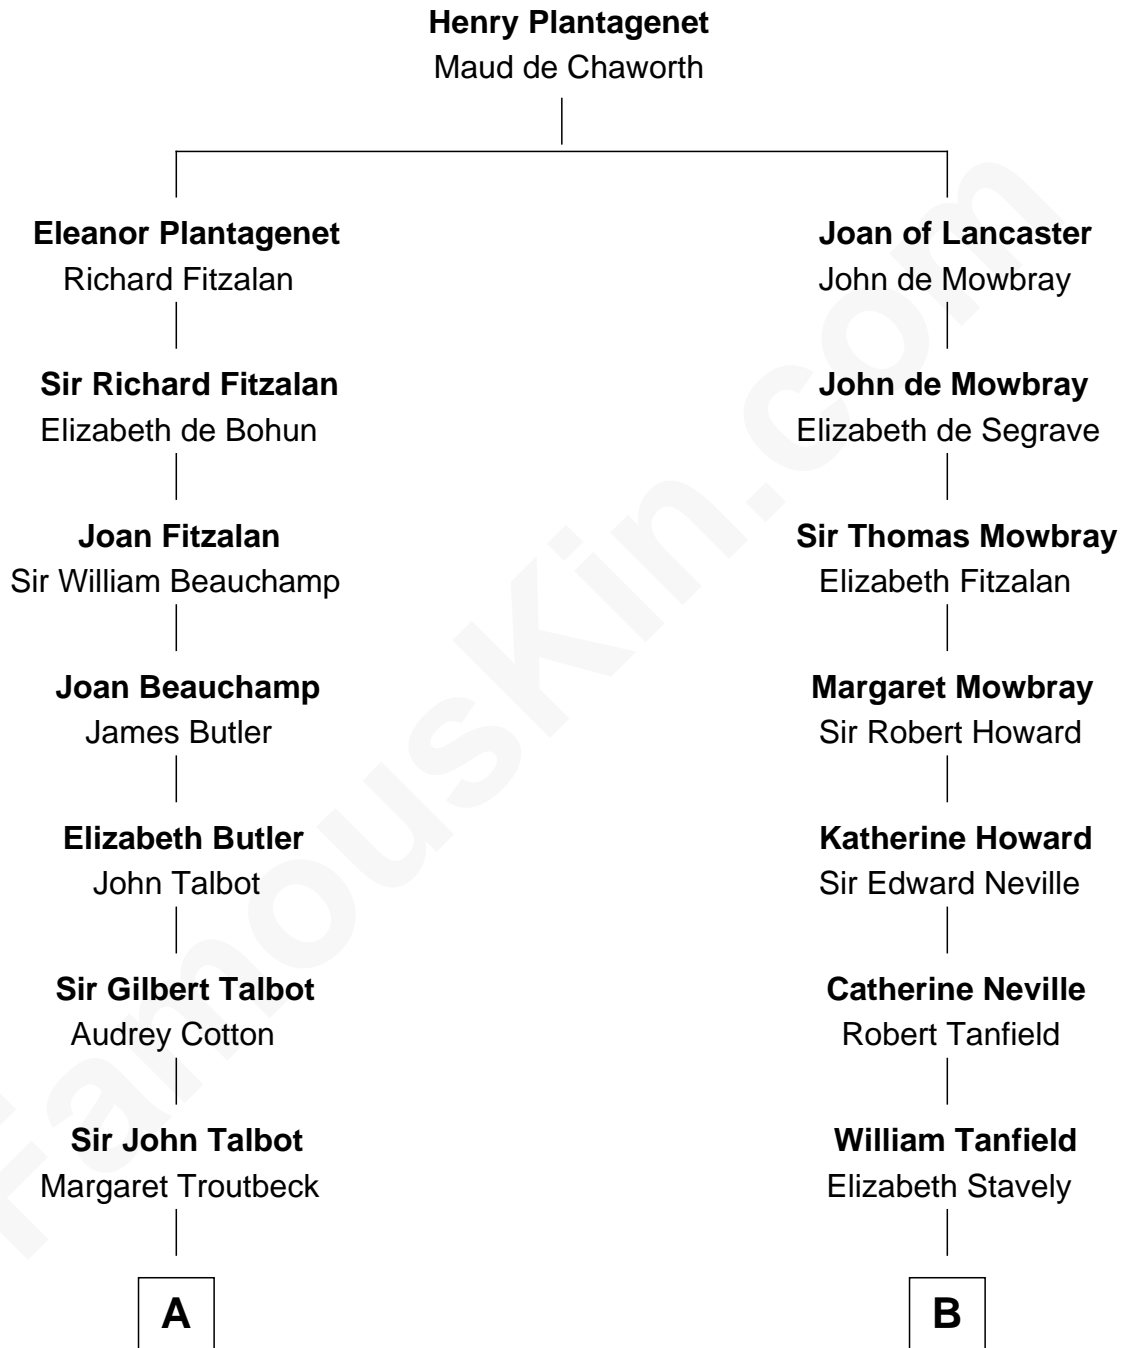 Henry Plantagenet
Maud de Chaworth
Eleanor Plantagenet
Richard Fitzalan
Joan of Lancaster
John de Mowbray
Sir Richard Fitzalan
Elizabeth de Bohun
John de Mowbray
Elizabeth de Segrave
Joan Fitzalan
Sir William Beauchamp
Sir Thomas Mowbray
Elizabeth Fitzalan
Joan Beauchamp
James Butler
Margaret Mowbray
Sir Robert Howard
Elizabeth Butler
John Talbot
Katherine Howard
Sir Edward Neville
Sir Gilbert Talbot
Audrey Cotton
Catherine Neville
Robert Tanfield
Sir John Talbot
Margaret Troutbeck
William Tanfield
Elizabeth Stavely
A
B
FamousKin.com